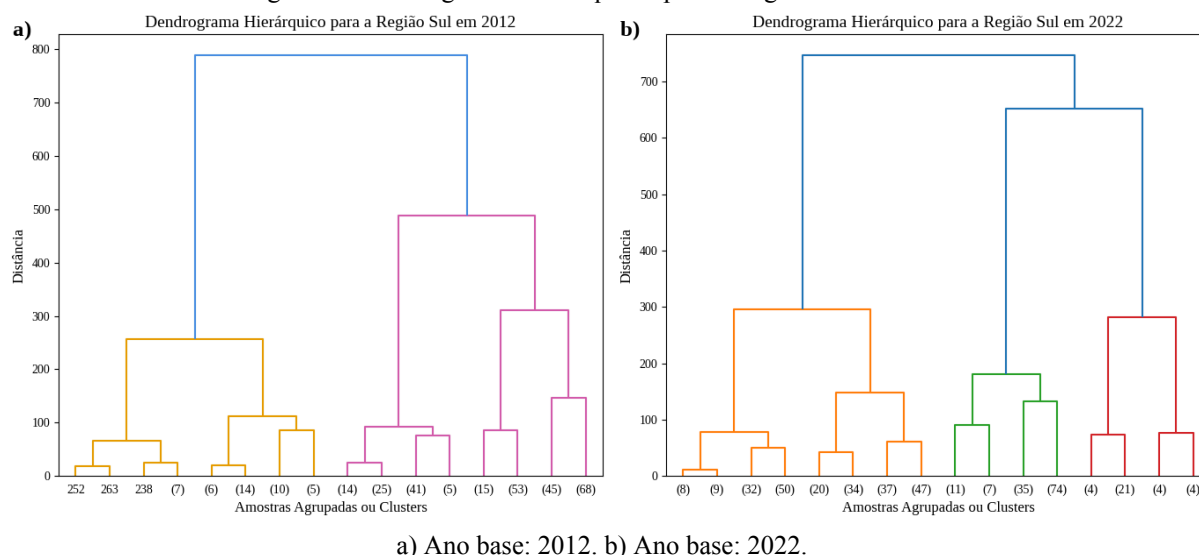 a)
Dendrograma Hierárquico para a Região Sul em 2012
800
700
600
500
400
300
200
100
0
Distância
252 263 238 (7) (6) (14) (10) (5) (14) (25) (41) (5) (15) (53) (45) (68)
Amostras Agrupadas ou Clusters
b)
Dendrograma Hierárquico para a Região Sul em 2022
700
600
500
400
300
200
100
0
Distância
(8) (9) (32) (50) (20) (34) (37) (47) (11) (7) (35) (74) (4) (21) (4) (4)
Amostras Agrupadas ou Clusters
a) Ano base: 2012. b) Ano base: 2022.